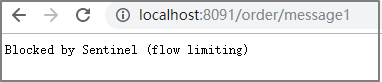 localhost:8091/order/message1
Blocked by Sentinel (flow limiting)